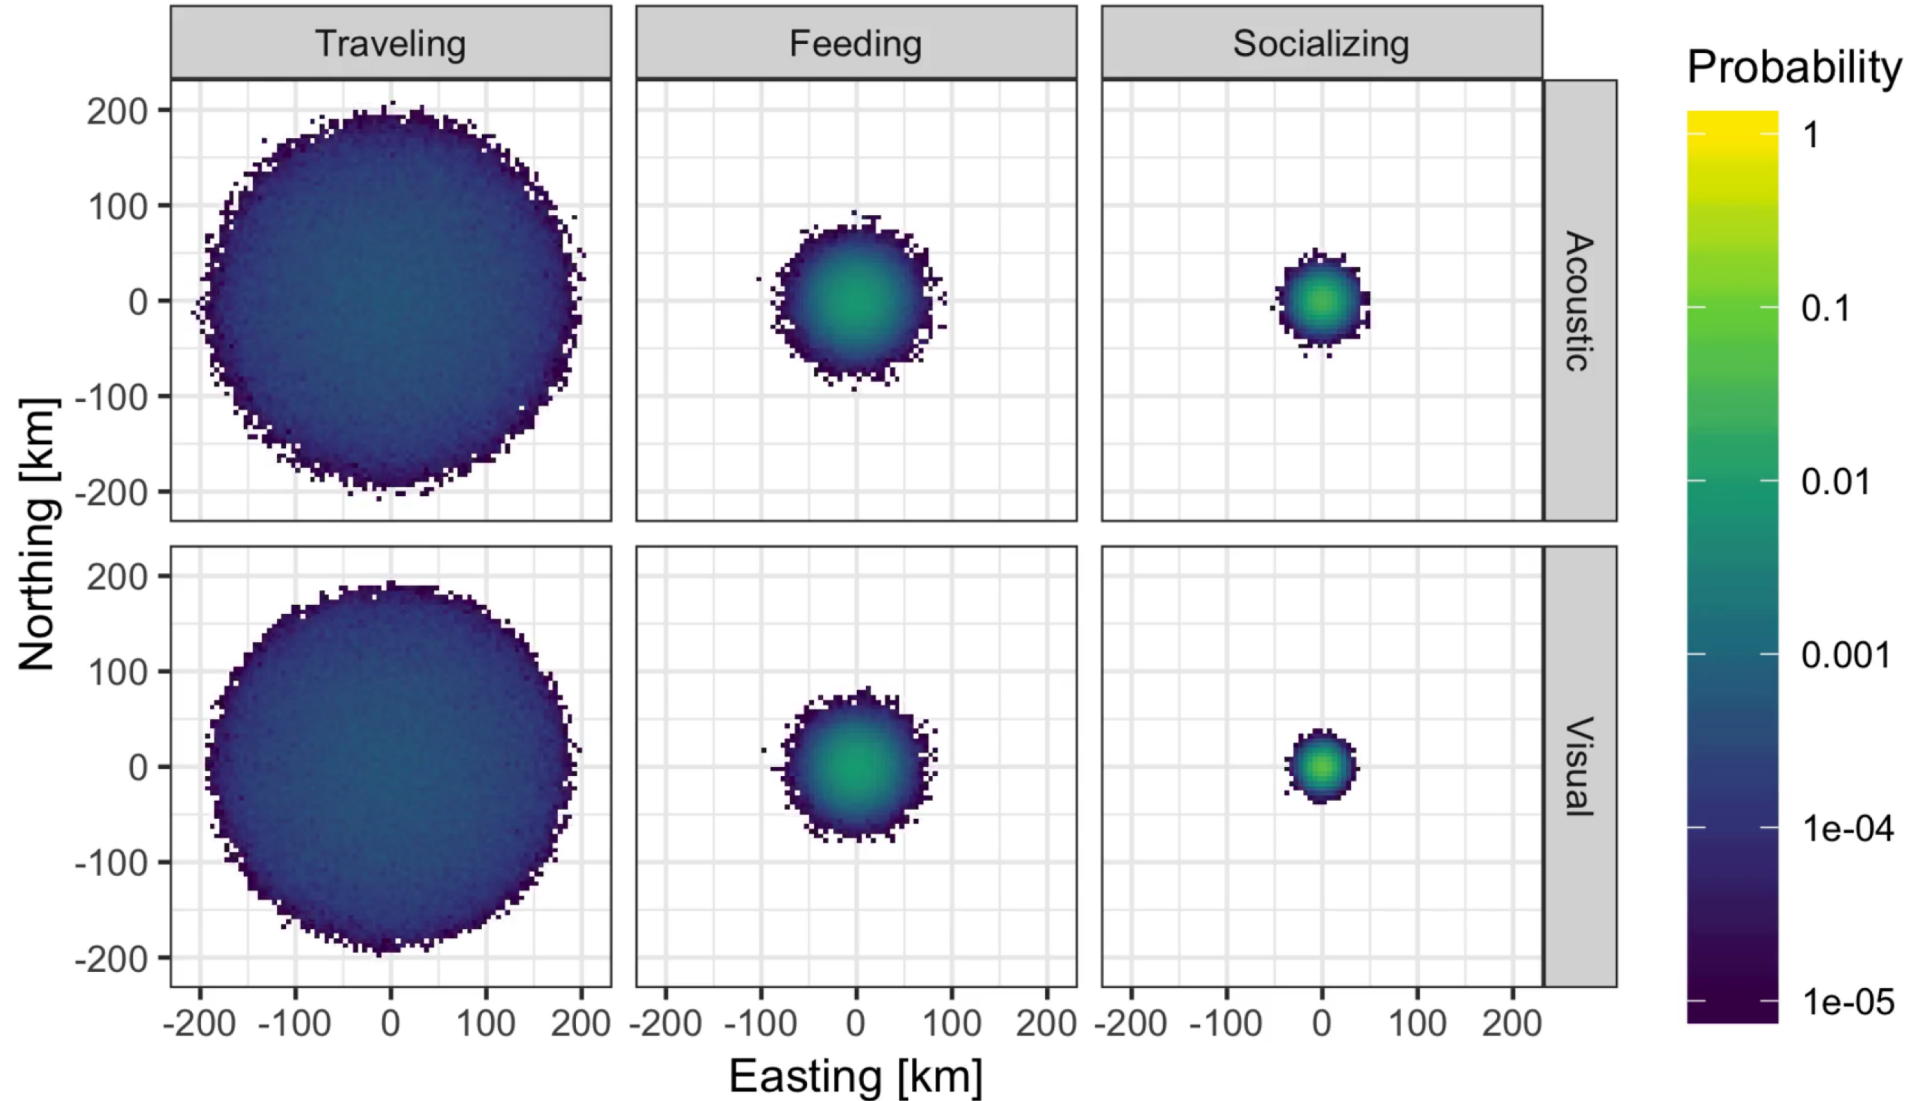 Traveling
Feeding
Socializing
Probability
200
100
0
-100
-200
Acoustic
200
100
0
-100
-200
Visual
Northing [km]
-200 -100 0 100 200
-200 -100 0 100 200
-200 -100 0 100 200
Easting [km]
1
0.1
0.01
0.001
1e-04
1e-05